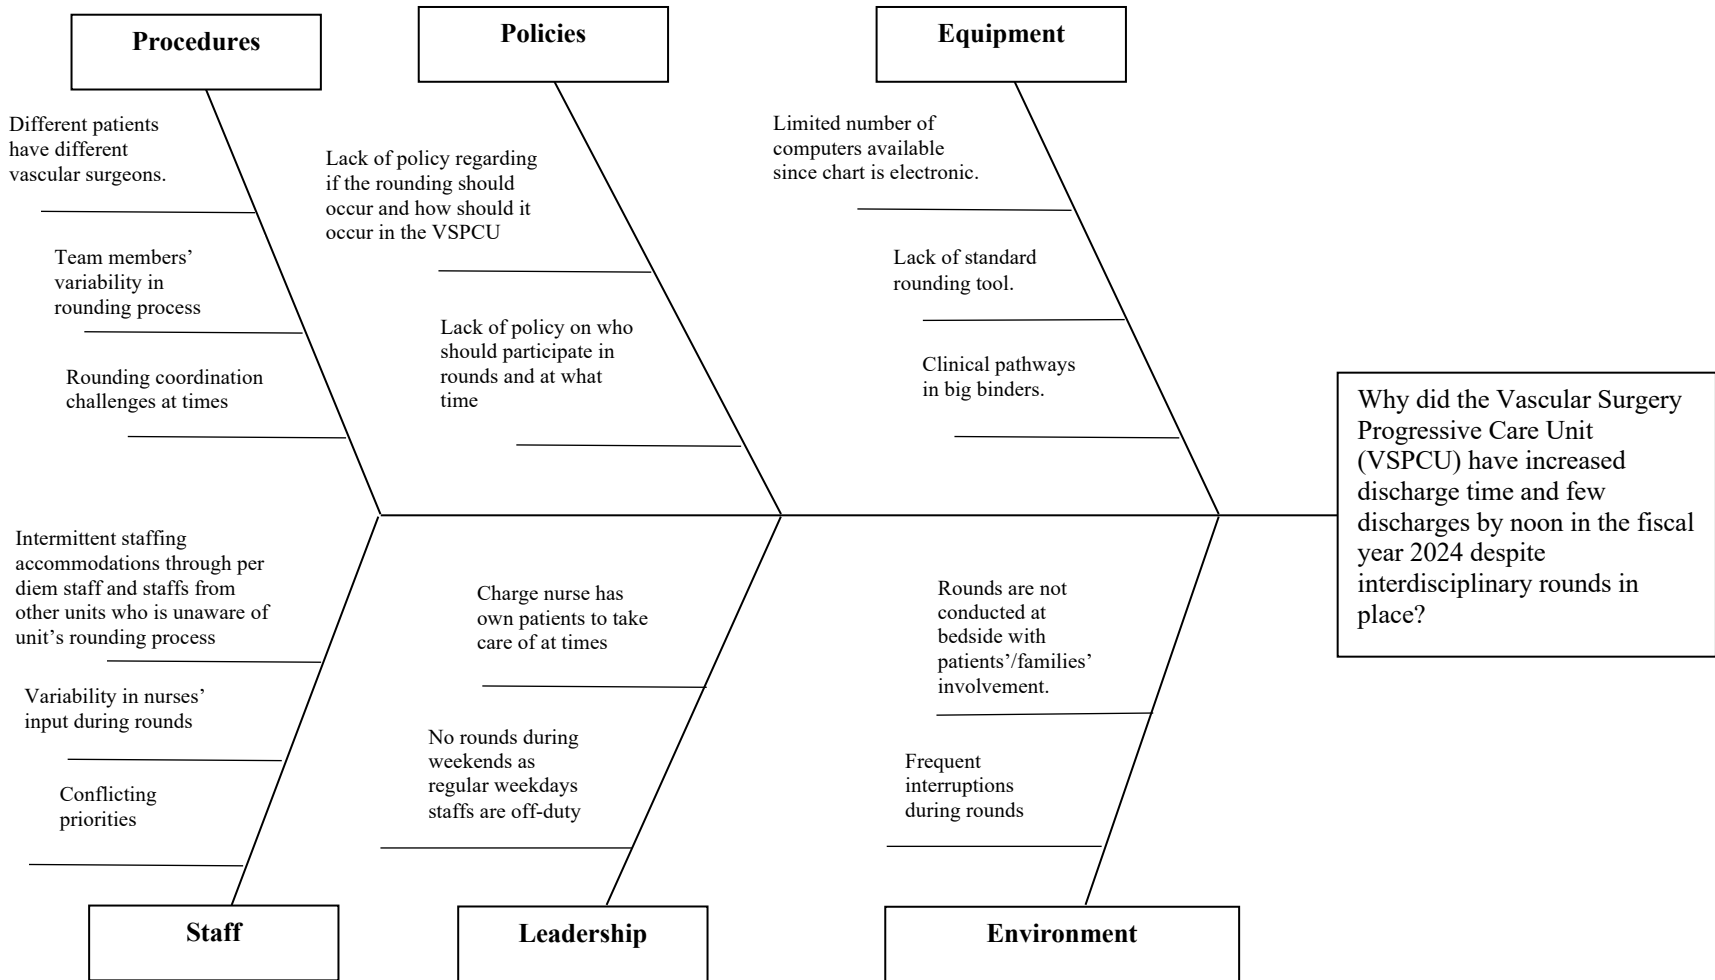 Procedures
Policies
Equipment
Different patients
have different
vascular surgeons.
Team members’
variability in
rounding process
Rounding coordination
challenges at times
Lack of policy regarding
if the rounding should
occur and how should it
occur in the VSPCU
Lack of policy on who
should participate in
rounds and at what
time
Limited number of
computers available
since chart is electronic.
Lack of standard
rounding tool.
Clinical pathways
in big binders.
Why did the Vascular Surgery
Progressive Care Unit
(VSPCU) have increased
discharge time and few
discharges by noon in the fiscal
year 2024 despite
interdisciplinary rounds in
place?
Intermittent staffing
accommodations through per
diem staff and staffs from
other units who is unaware of
unit’s rounding process
Variability in nurses’
input during rounds
Conflicting
priorities
Charge nurse has
own patients to take
care of at times
No rounds during
weekends as
regular weekdays
staffs are off-duty
Rounds are not
conducted at
bedside with
patients’/families’
involvement.
Frequent
interruptions
during rounds
Staff
Leadership
Environment